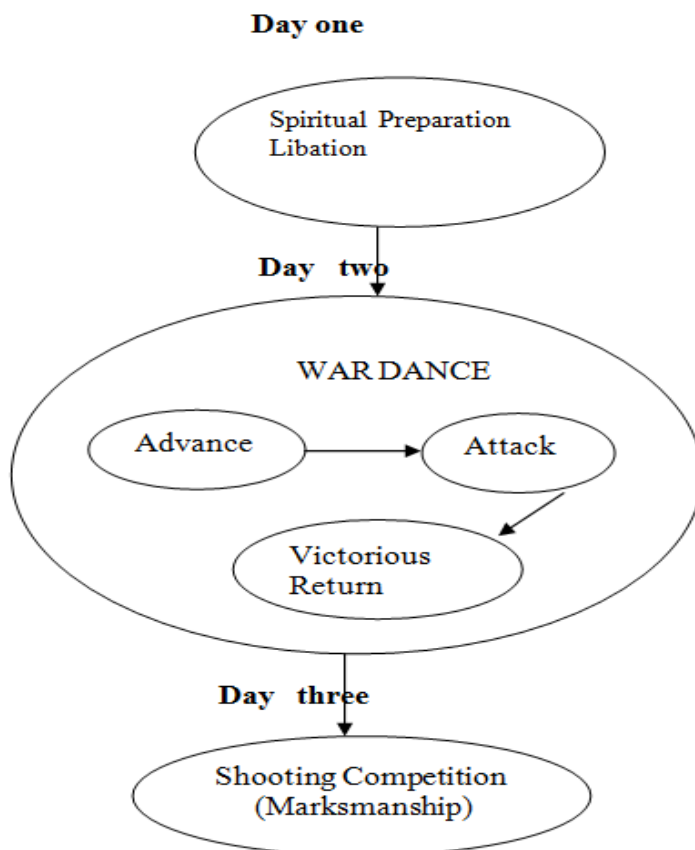 Day one
Spiritual Preparation
Libation
Day two
WAR DANCE
Advance
Attack
Victorious
Return
Day three
Shooting Competition
(Marksmanship)